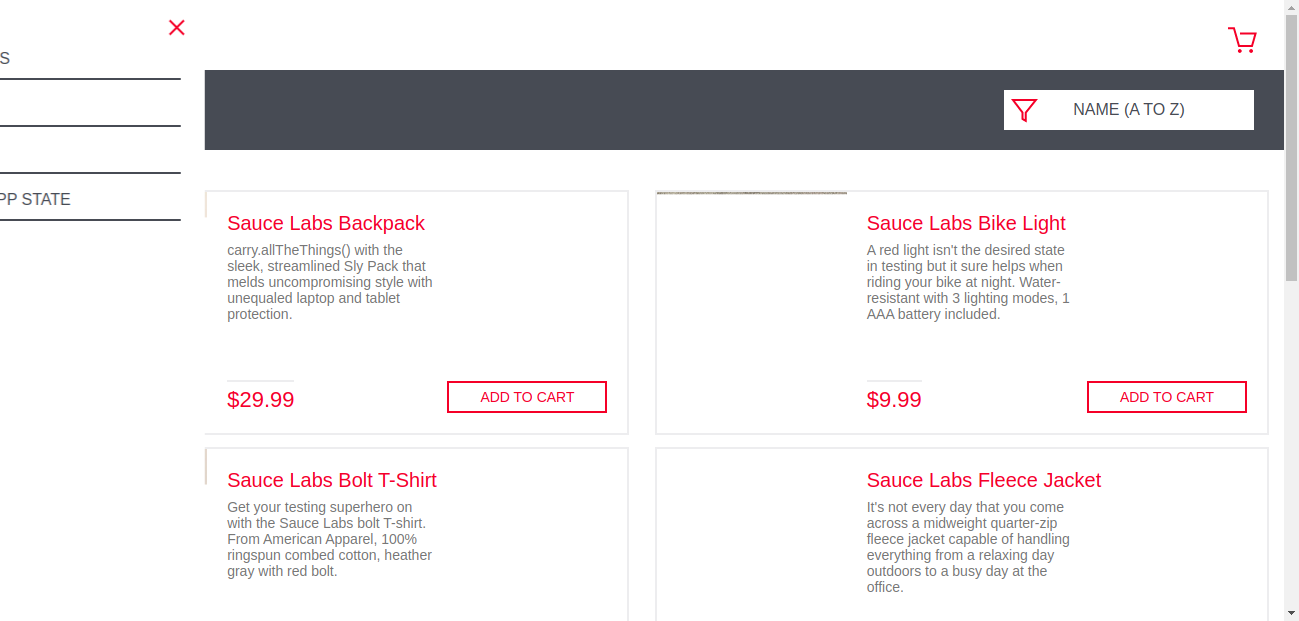 S
PP STATE
NAME (A TO Z)
Sauce Labs Backpack
carry.allTheThings() with the
sleek, streamlined Sly Pack that
melds uncompromising style with
unequaled laptop and tablet
protection.
$29.99
ADD TO CART
Sauce Labs Bike Light
A red light isn't the desired state
in testing but it sure helps when
riding your bike at night. Water-
resistant with 3 lighting modes, 1
AAA battery included.
$9.99
ADD TO CART
Sauce Labs Bolt T-Shirt
Get your testing superhero on
with the Sauce Labs bolt T-shirt.
From American Apparel, 100%
ringspun combed cotton, heather
gray with red bolt.
Sauce Labs Fleece Jacket
It's not every day that you come
across a midweight quarter-zip
fleece jacket capable of handling
everything from a relaxing day
outdoors to a busy day at the
office.